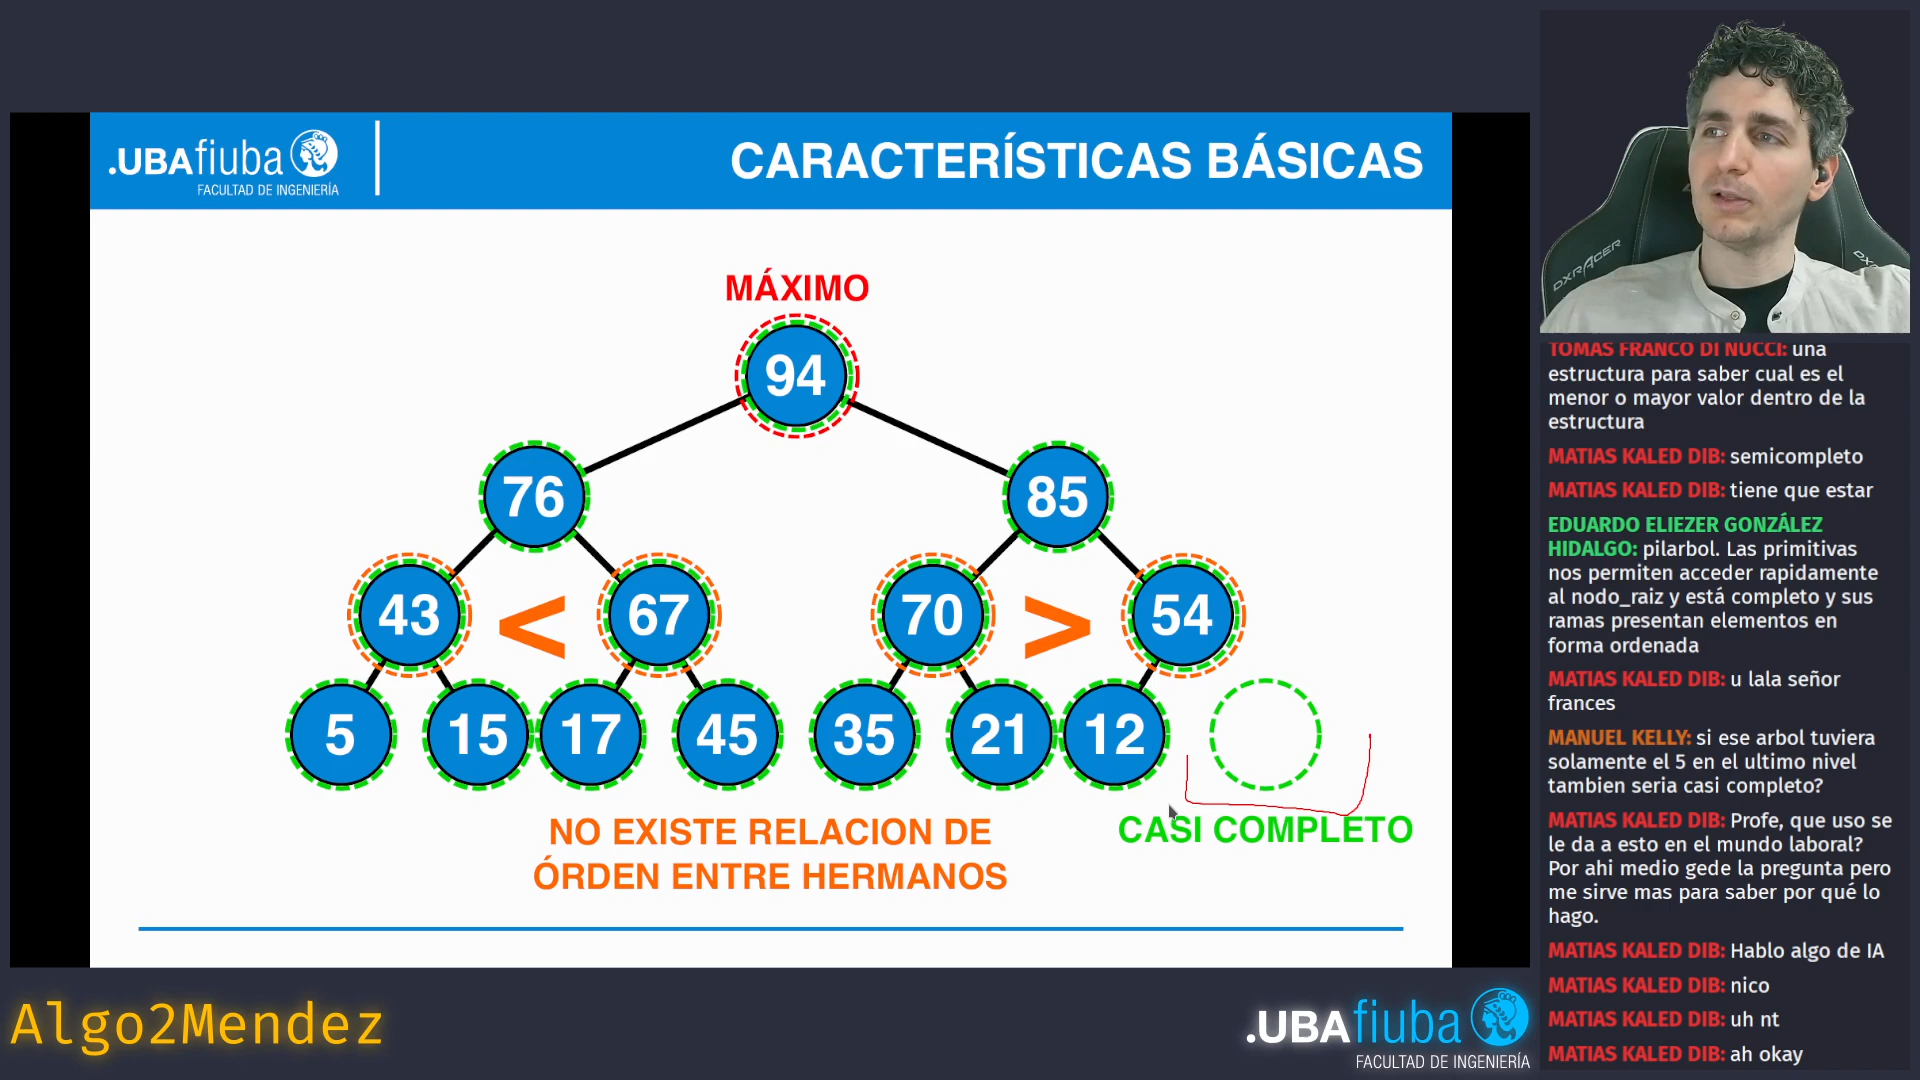 .UBAfiuba
FACULTAD DE INGENIERÍA
CARACTERÍSTICAS BÁSICAS
MÁXIMO
94
76
85
43
<
67
70
>
54
5
15
17
45
35
21
12
NO EXISTE RELACION DE
ÓRDEN ENTRE HERMANOS
CASI COMPLETO
Algo2Mendez
.UBAfiuba
FACULTAD DE INGENIERÍA
DXRACER
TOMAS FRANCO DI NUCCI: una
estructura para saber cual es el
menor o mayor valor dentro de la
estructura
MATIAS KALED DIB: semicompleto
MATIAS KALED DIB: tiene que estar
EDUARDO ELIEZER GONZÁLEZ
HIDALGO: pilarbol. Las primitivas
nos permiten acceder rapidamente
al nodo_raiz y está completo y sus
ramas presentan elementos en
forma ordenada
MATIAS KALED DIB: u lala señor
frances
MANUEL KELLY: si ese arbol tuviera
solamente el 5 en el ultimo nivel
tambien seria casi completo?
MATIAS KALED DIB: Profe, que uso se
le da a esto en el mundo laboral?
Por ahi medio gede la pregunta pero
me sirve mas para saber por qué lo
hago.
MATIAS KALED DIB: Hablo algo de IA
MATIAS KALED DIB: nico
MATIAS KALED DIB: uh nt
MATIAS KALED DIB: ah okay